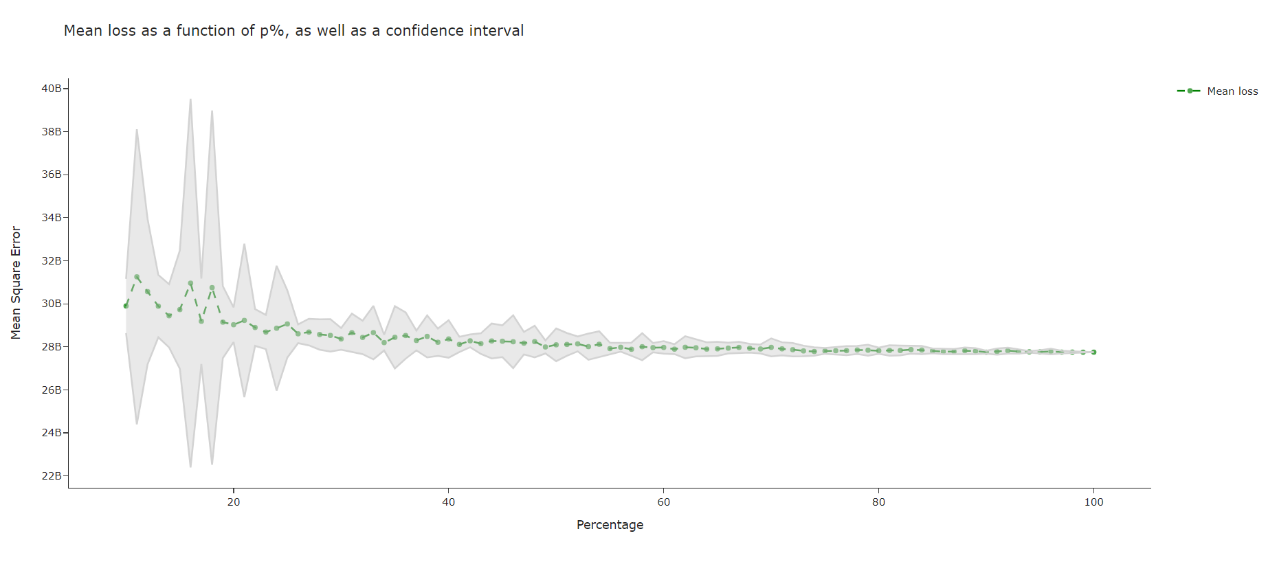 Mean loss as a function of p%, as well as a confidence interval
40B
38B
36B
34B
32B
30B
28B
26B
24B
22B
Mean Square Error
20
40
60
80
100
Percentage
Mean loss